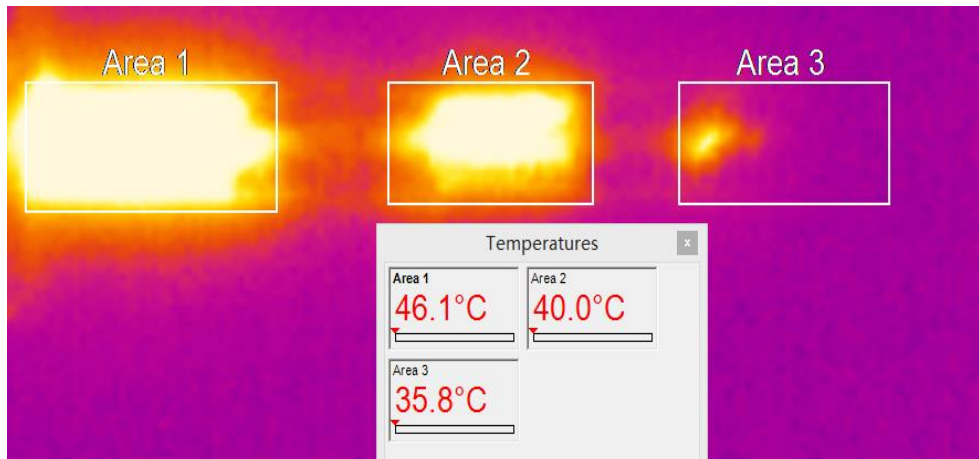 Area 1 Area 2 Area 3
Temperatures x
Area 1 Area 2
46.1°C 40.0°C
Area 3
35.8°C